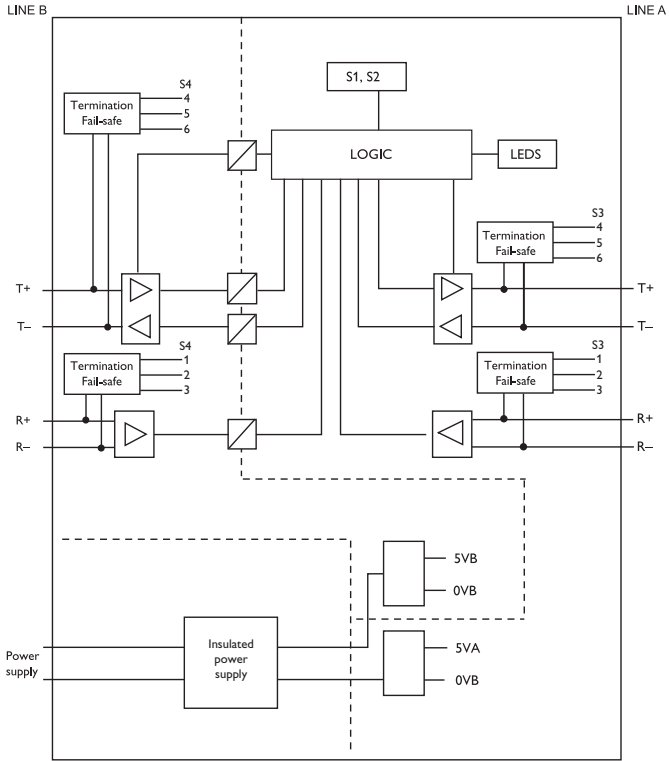 LINE B
LINE A
S1, S2
LOGIC
LEDS
S4
Termination
Fail-safe
4
5
6
S3
Termination
Fail-safe
4
5
6
T+
T–
T+
T–
S4
Termination
Fail-safe
1
2
3
S3
Termination
Fail-safe
1
2
3
R+
R–
R+
R–
5VB
0VB
Power
supply
Insulated
power
supply
5VA
0VB